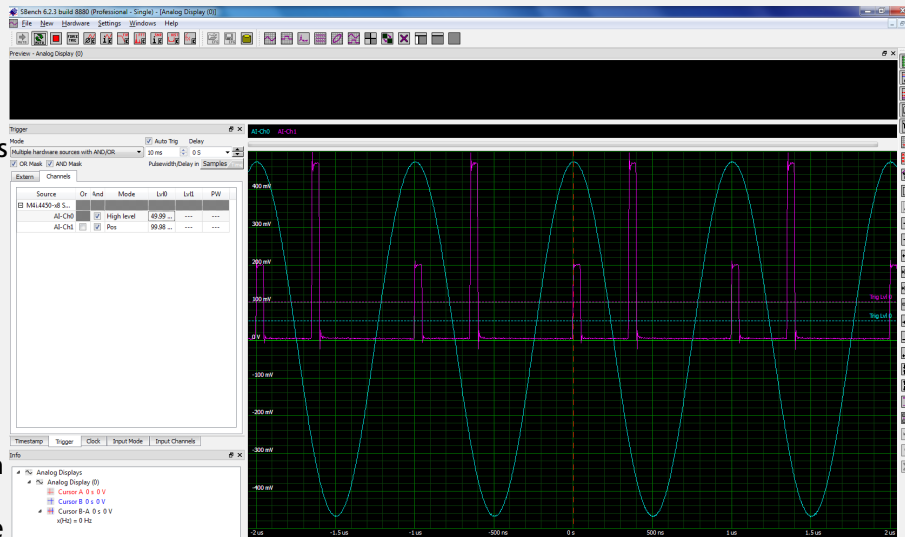 SBench 6.2.3 build 8880 (Professional - Single) - [Analog Display (0)]
File New Hardware Settings Windows Help
Preview - Analog Display (0)
Trigger
Mode
Auto Trig Delay
Multiple hardware sources with AND/OR 10 ms 0 S
OR Mask AND Mask Pulsewidth/Delay in Samples
Extern Channels
Source Or And Mode Lvl0 Lvl1 PW
M4i.4450-x8 S...
AI-Ch0 High level 49.99 ... --- ---
AI-Ch1 Pos 99.98 ... --- ---
Timestamp Trigger Clock Input Mode Input Channels
Info
Analog Displays
Analog Display (0)
Cursor A 0 s 0 V
Cursor B 0 s 0 V
Cursor B-A 0 s 0 V
x(Hz) = 0 Hz
AI-Ch0 AI-Ch1
400 mV
300 mV
200 mV
100 mV
Trig Lvl 0
Trig Lvl 0
0 V
-100 mV
-200 mV
-300 mV
-400 mV
-2 us -1.5 us -1 us -500 ns 0 s 500 ns 1 us 1.5 us 2 us